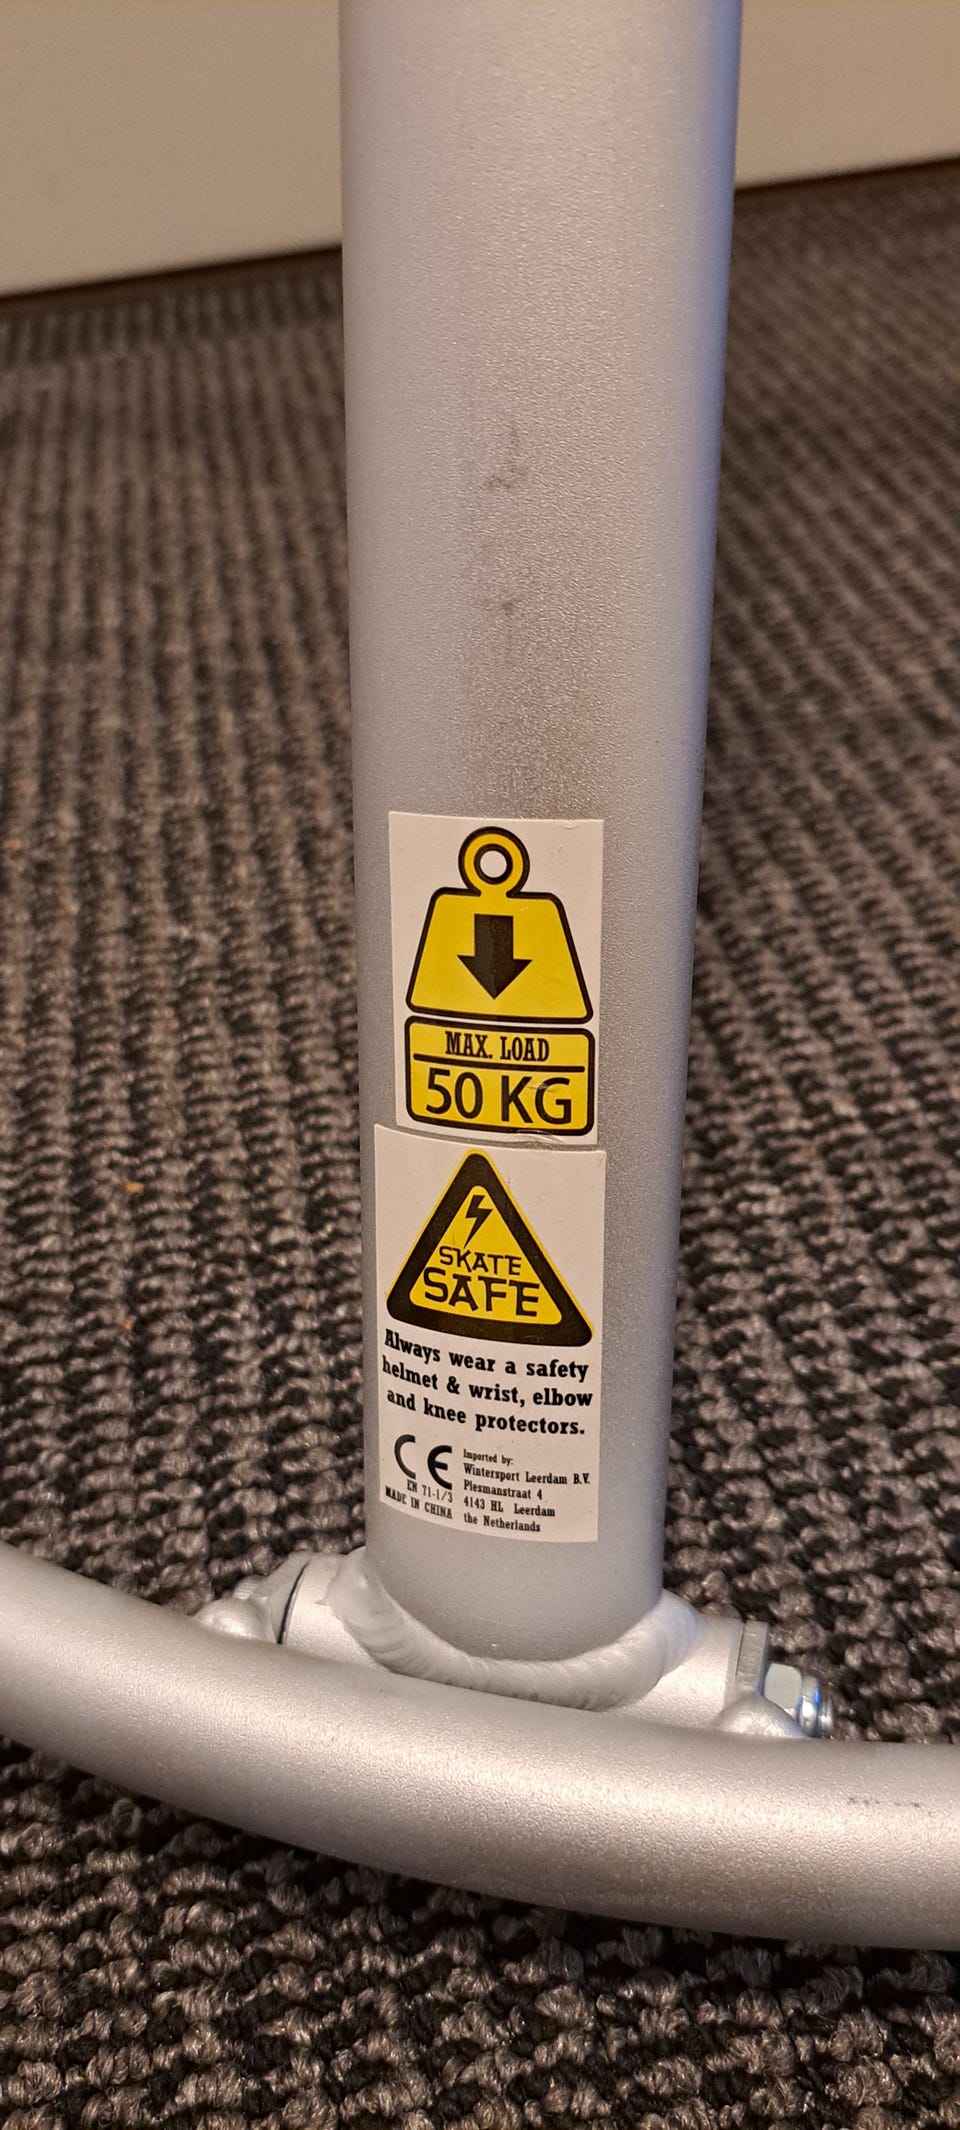 MAX. LOAD
50 KG
SKATE
SAFE
Always wear a safety
helmet & wrist, elbow
and knee protectors.
CE
EN 71-1/3
MADE IN CHINA
Imported by:
Wintersport Leerdam B.V.
Plesmanstraat 4
4143 HL Leerdam
the Netherlands